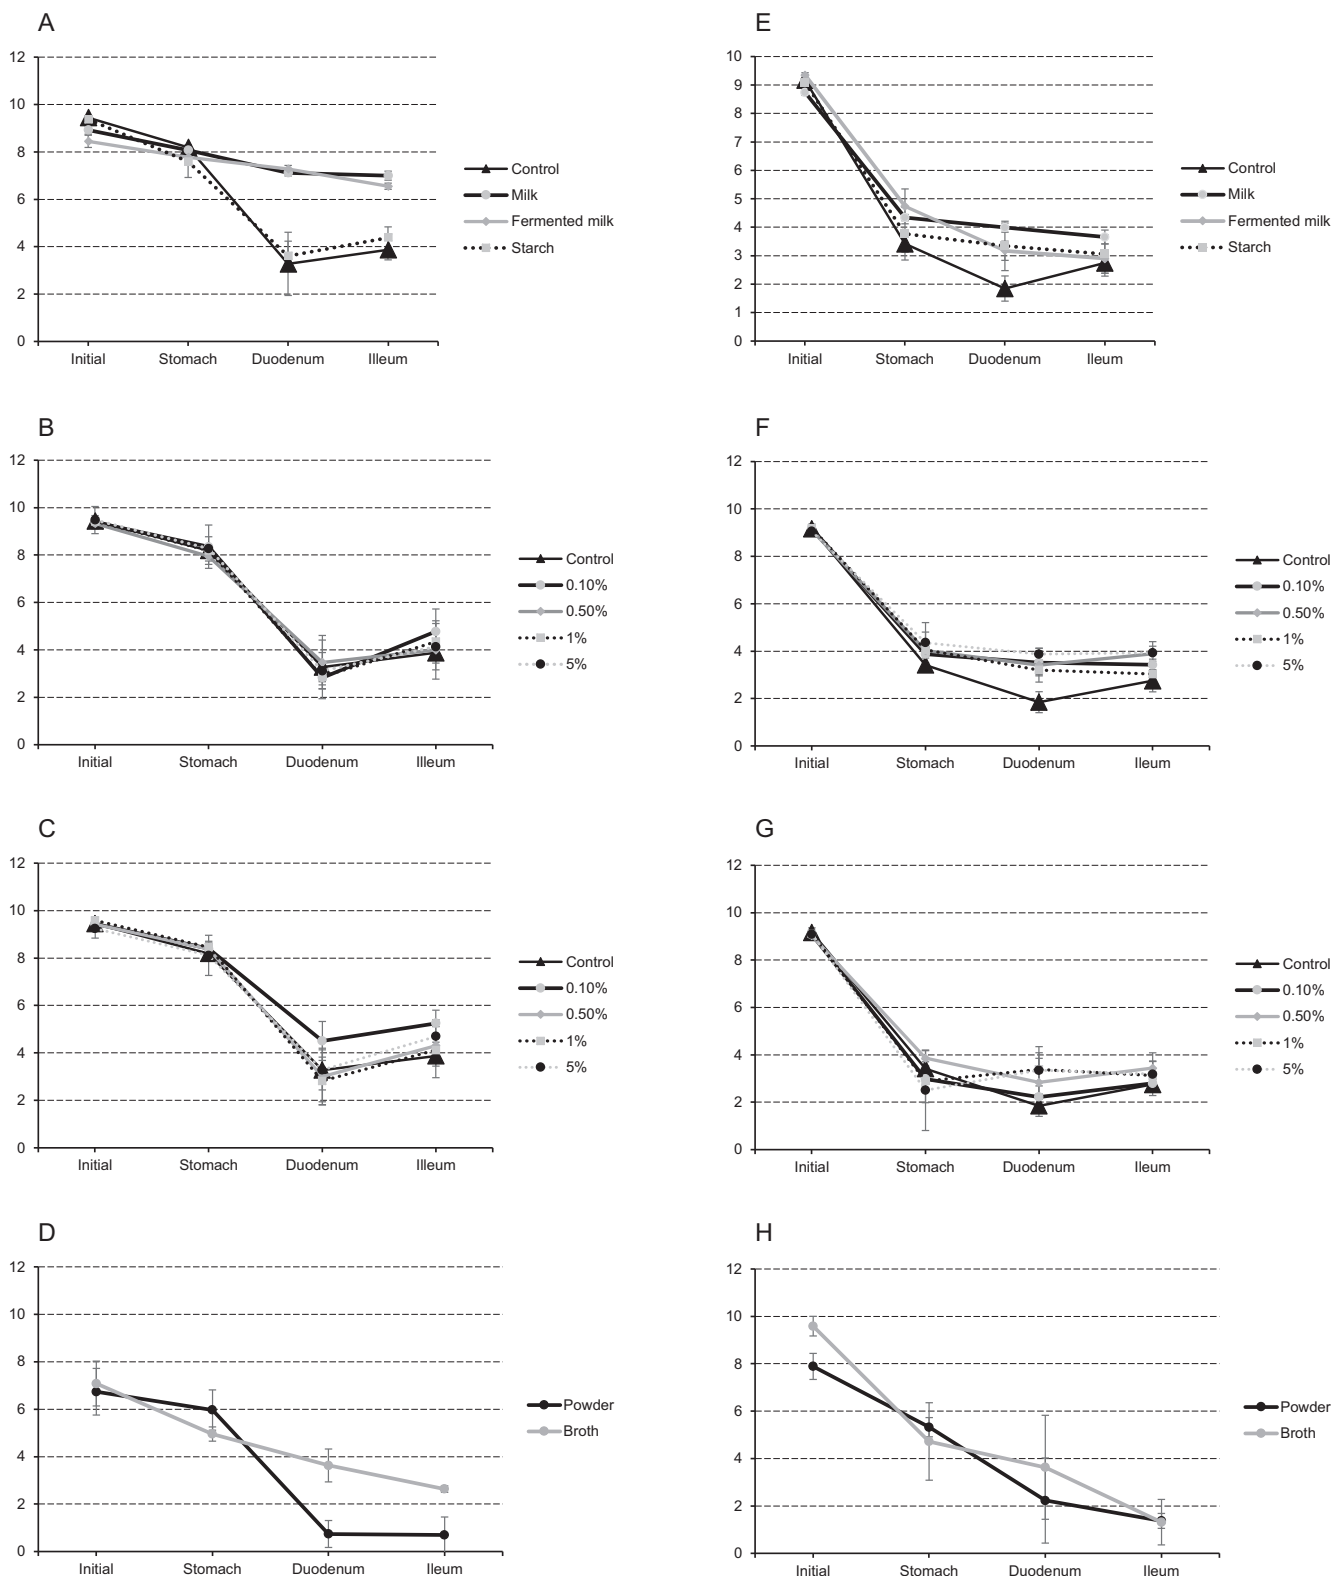 A
12
10
8
6
4
2
0
Initial Stomach Duodenum Illeum
Control
Milk
Fermented milk
Starch
E
10
9
8
7
6
5
4
3
2
1
0
Initial Stomach Duodenum Ileum
Control
Milk
Fermented milk
Starch
B
12
10
8
6
4
2
0
Initial Stomach Duodenum Illeum
Control
0.10%
0.50%
1%
5%
F
12
10
8
6
4
2
0
Initial Stomach Duodenum Ileum
Control
0.10%
0.50%
1%
5%
C
12
10
8
6
4
2
0
Initial Stomach Duodenum Illeum
Control
0.10%
0.50%
1%
5%
G
12
10
8
6
4
2
0
Initial Stomach Duodenum Ileum
Control
0.10%
0.50%
1%
5%
D
12
10
8
6
4
2
0
Initial Stomach Duodenum Ileum
Powder
Broth
H
12
10
8
6
4
2
0
Initial Stomach Duodenum Ileum
Powder
Broth